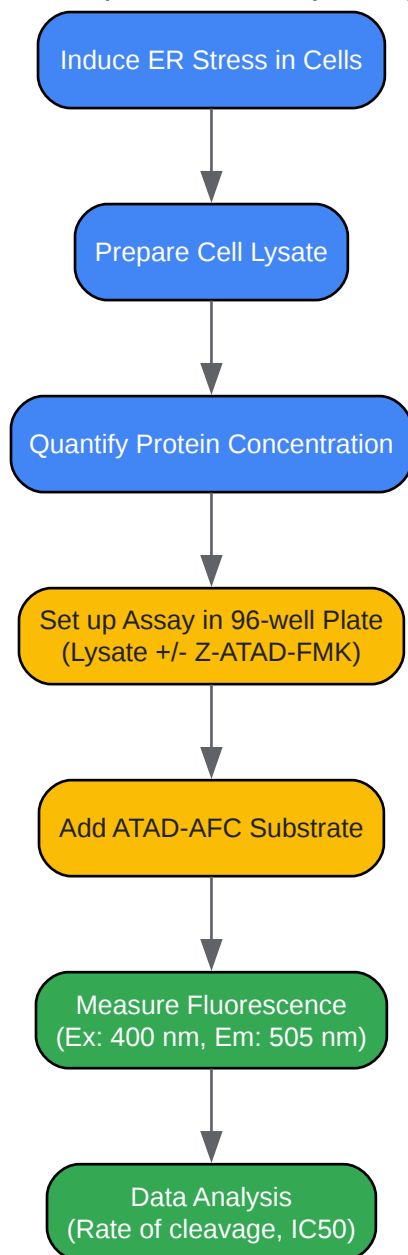 Induce ER Stress in Cells
Prepare Cell Lysate
Quantify Protein Concentration
Set up Assay in 96-well Plate
(Lysate +/- Z-ATAD-FMK)
Add ATAD-AFC Substrate
Measure Fluorescence
(Ex: 400 nm, Em: 505 nm)
Data Analysis
(Rate of cleavage, IC50)